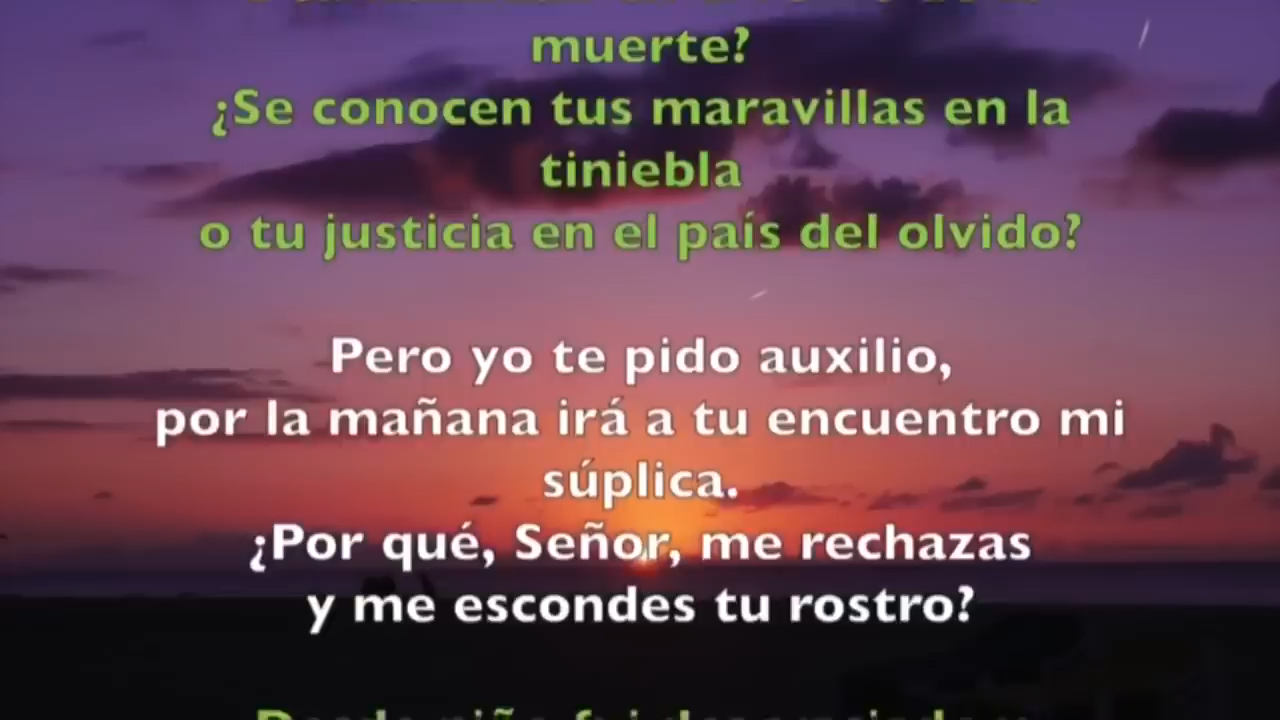 muerte?
¿Se conocen tus maravillas en la
tiniebla
o tu justicia en el país del olvido?
Pero yo te pido auxilio,
por la mañana irá a tu encuentro mi
súplica.
¿Por qué, Señor, me rechazas
y me escondes tu rostro?